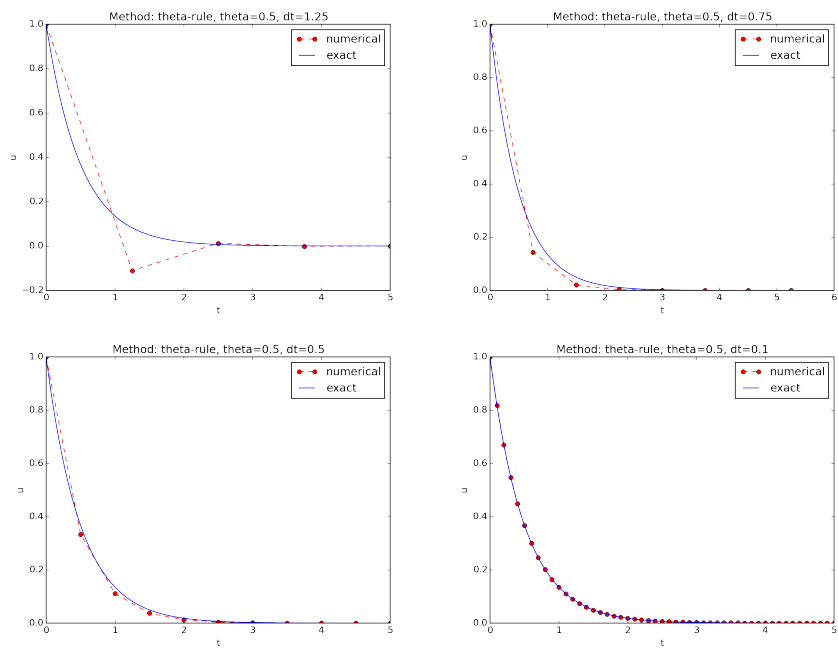 Method: theta-rule, theta=0.5, dt=1.25
1.0
0.8
0.6
0.4
0.2
0.0
−0.2
u
0 1 2 3 4 5
t
numerical
exact
Method: theta-rule, theta=0.5, dt=0.75
1.0
0.8
0.6
0.4
0.2
0.0
u
0 1 2 3 4 5 6
t
numerical
exact
Method: theta-rule, theta=0.5, dt=0.5
1.0
0.8
0.6
0.4
0.2
0.0
u
0 1 2 3 4 5
t
numerical
exact
Method: theta-rule, theta=0.5, dt=0.1
1.0
0.8
0.6
0.4
0.2
0.0
u
0 1 2 3 4 5
t
numerical
exact